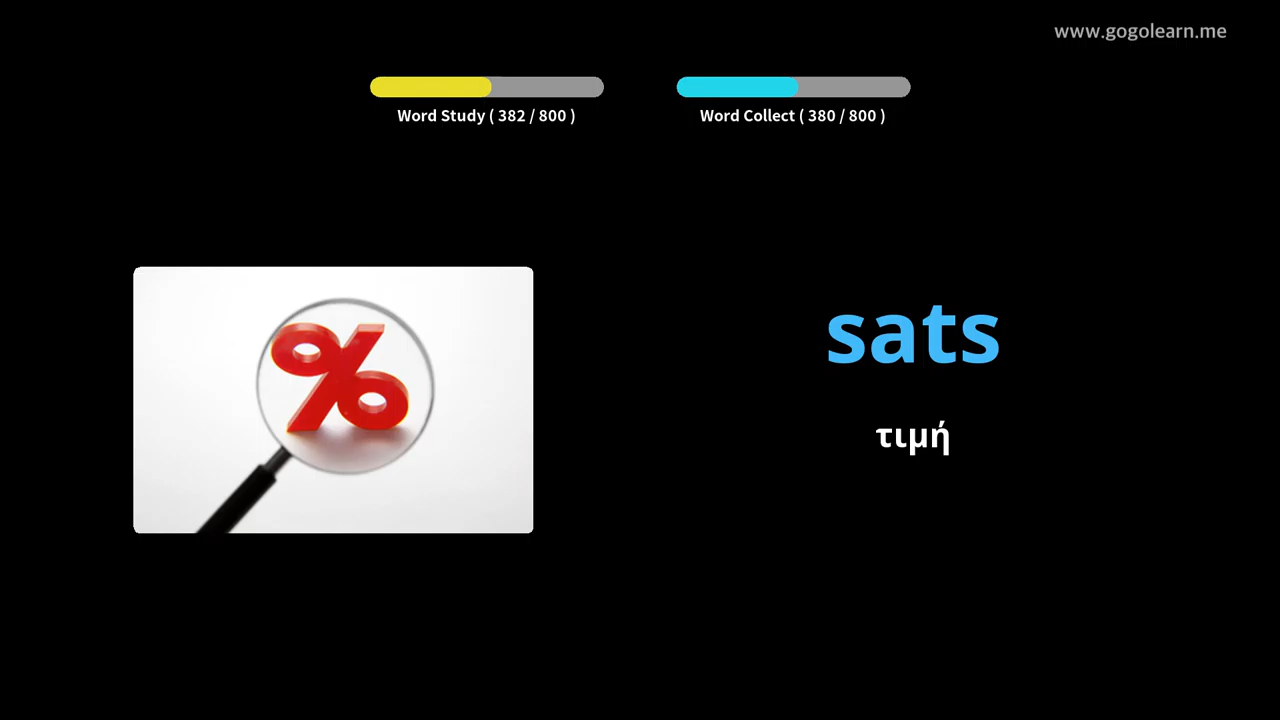 www.gogolearn.me
Word Study ( 382 / 800 )
Word Collect ( 380 / 800 )
%
sats
τιμή